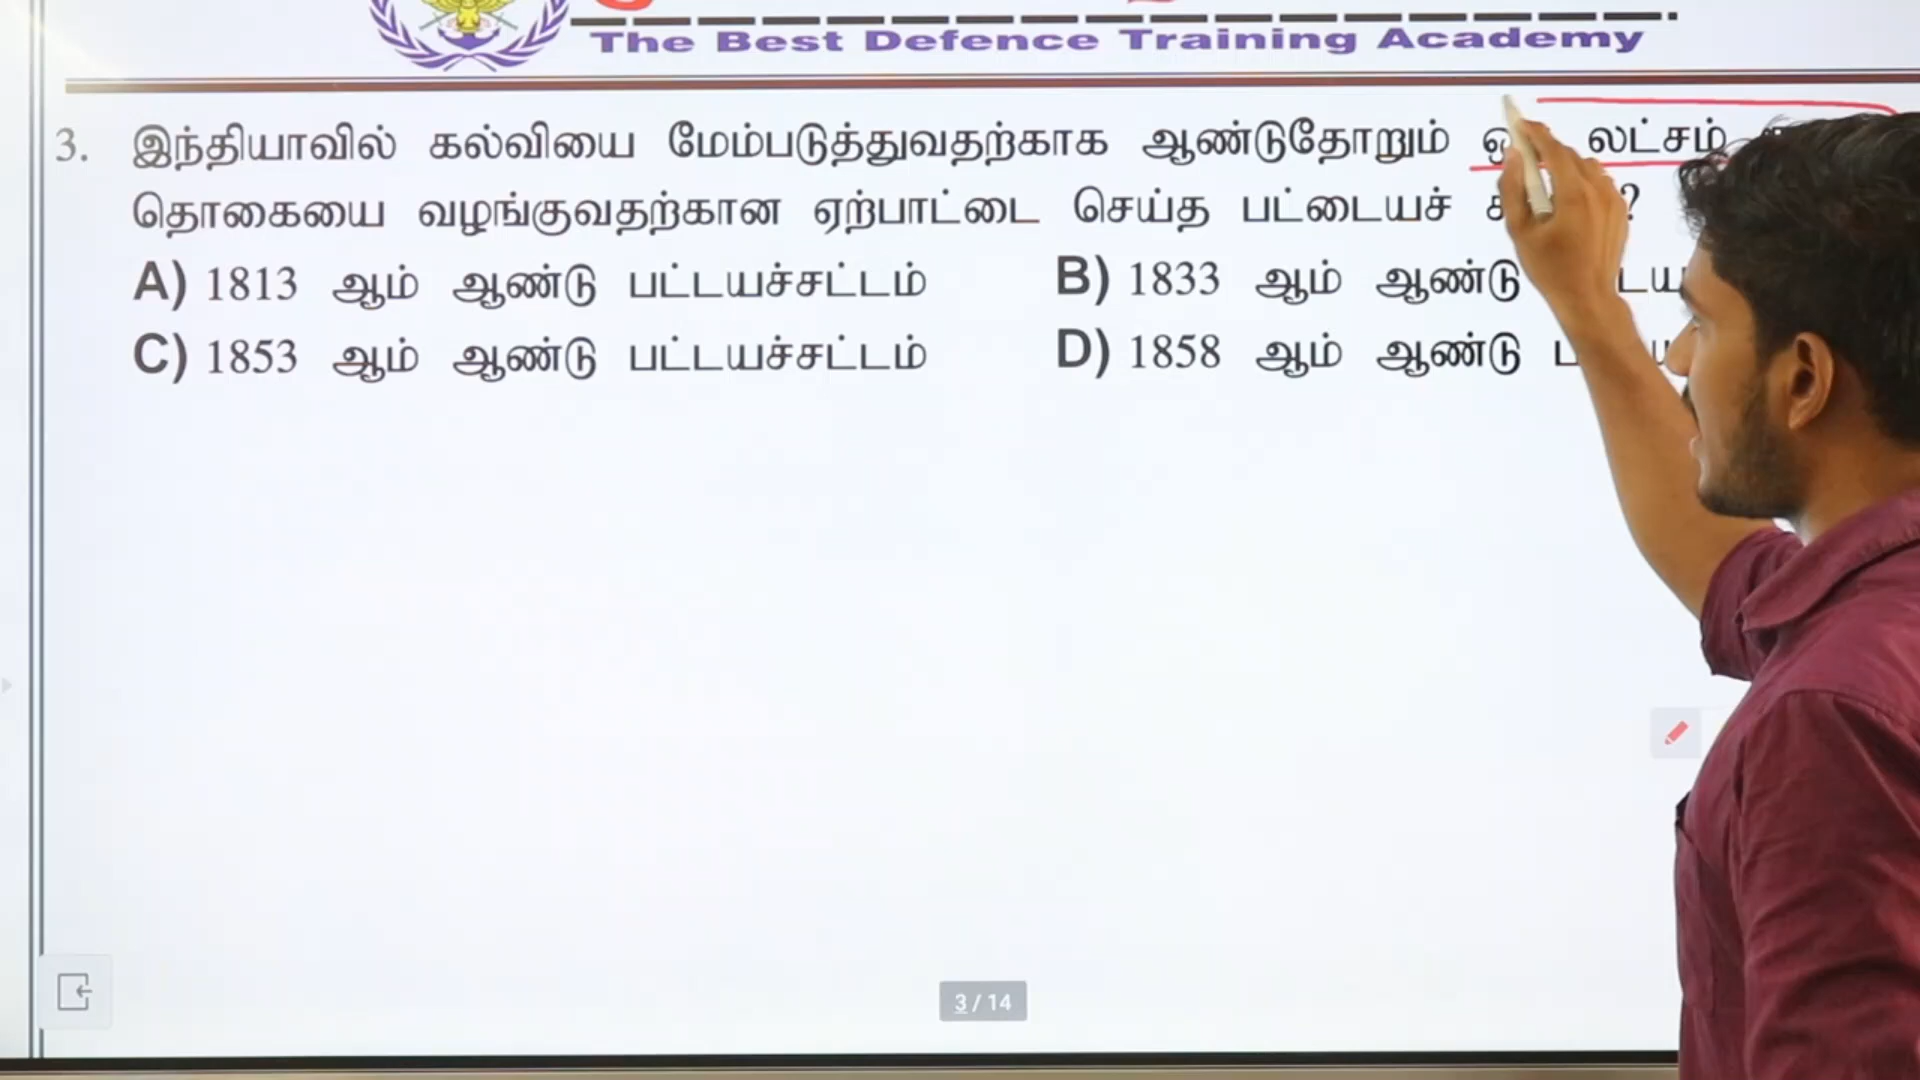 The Best Defence Training Academy
3. இந்தியாவில் கல்வியை மேம்படுத்துவதற்காக ஆண்டுதோறும் லட்சம்
தொகையை வழங்குவதற்கான ஏற்பாட்டை செய்த பட்டையச் ?
A) 1813 ஆம் ஆண்டு பட்டயச்சட்டம் B) 1833 ஆம் ஆண்டு
C) 1853 ஆம் ஆண்டு பட்டயச்சட்டம் D) 1858 ஆம் ஆண்டு
3 / 14